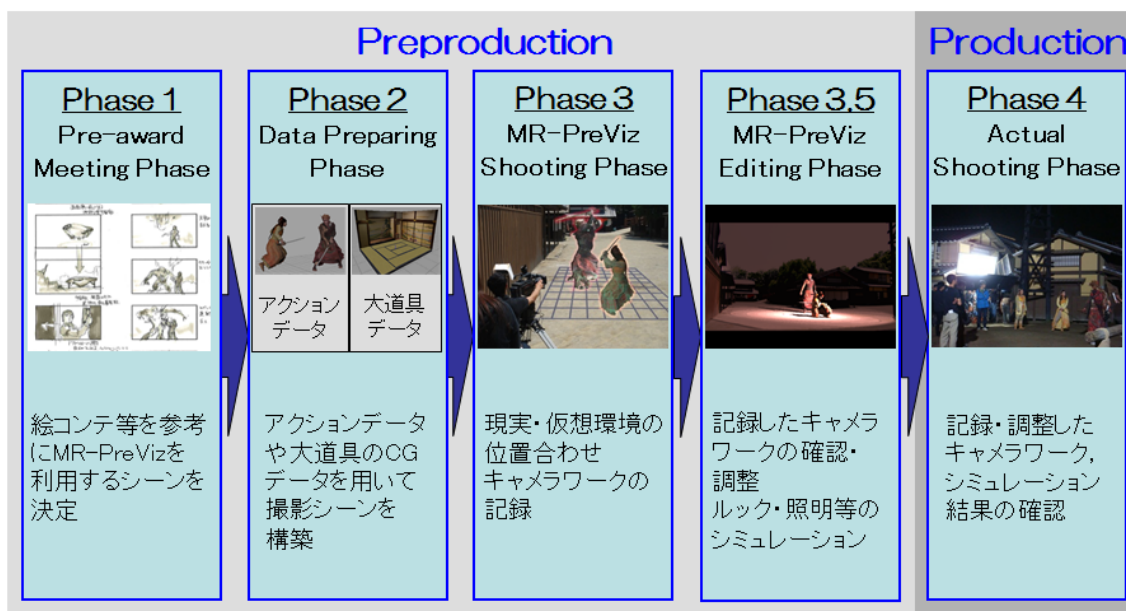 Preproduction
Production
Phase 1
Pre-award
Meeting Phase
絵コンテ等を参考
にMR-PreVizを
利用するシーンを
決定
Phase 2
Data Preparing
Phase
アクション
データ
大道具
データ
アクションデータ
や大道具のCG
データを用いて
撮影シーンを
構築
Phase 3
MR-PreViz
Shooting Phase
現実・仮想環境の
位置合わせ
キャメラワークの
記録
Phase 3.5
MR-PreViz
Editing Phase
記録したキャメラ
ワークの確認・
調整
ルック・照明等の
シミュレーション
Phase 4
Actual
Shooting Phase
記録・調整した
キャメラワーク,
シミュレーション
結果の確認